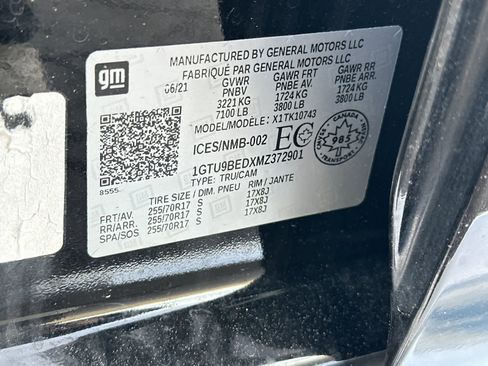 gm
MANUFACTURED BY GENERAL MOTORS LLC
FABRIQUÉ PAR GENERAL MOTORS LLC
06/21 GVWR GAWR FRT GAWR RR
PNBV PNBE AV. PNBE ARR.
3221 KG 1724 KG 1724 KG
7100 LB 3800 LB 3800 LB
MODEL/MODÈLE: X1TK10743
ICES/NMB-002 EC CANADA 985
1GTU9BEDXMZ372901
8555
TYPE: TRU/CAM
TIRE SIZE / DIM. PNEU RIM / JANTE
FRT/AV. 255/70R17 S 17X8J
RR/ARR. 255/70R17 S 17X8J
SPA/SOS 255/70R17 S 17X8J